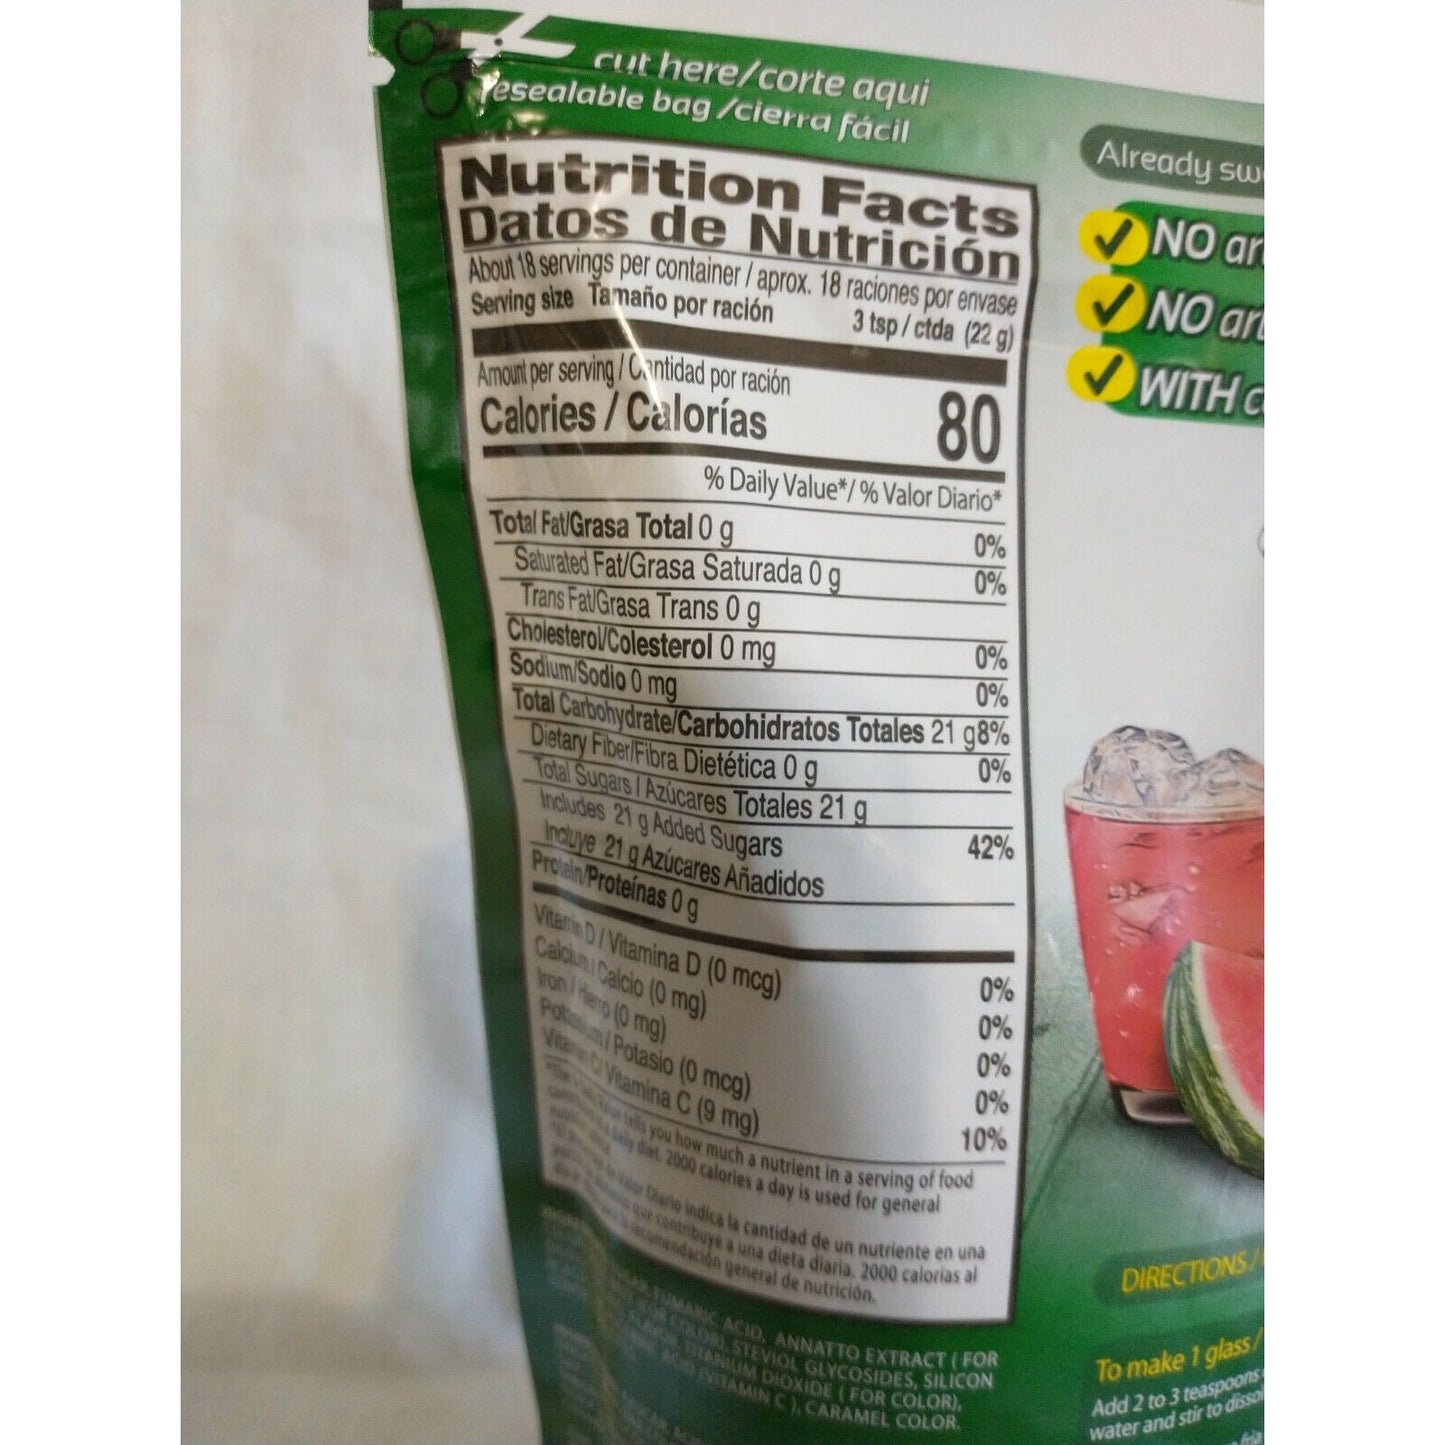 cut here/corte aqui
resealable bag /cierra fácil
Nutrition Facts
Datos de Nutrición
About 18 servings per container / aprox. 18 raciones por envase
Serving size Tamaño por ración 3 tsp / ctda (22 g)
Amount per serving / Cantidad por ración
Calories / Calorías 80
% Daily Value*/ % Valor Diario*
Total Fat/Grasa Total 0 g 0%
Saturated Fat/Grasa Saturada 0 g 0%
Trans Fat/Grasa Trans 0 g
Cholesterol/Colesterol 0 mg 0%
Sodium/Sodio 0 mg 0%
Total Carbohydrate/Carbohidratos Totales 21 g 8%
Dietary Fiber/Fibra Dietética 0 g 0%
Total Sugars / Azúcares Totales 21 g
Includes 21 g Added Sugars 42%
Incluye 21 g Azúcares Añadidos
Protein/Proteínas 0 g
Vitamin D / Vitamina D (0 mcg) 0%
Calcium / Calcio (0 mg) 0%
Iron / Hierro (0 mg) 0%
Potassium / Potasio (0 mcg) 0%
Vitamin C/ Vitamina C (9 mg) 10%
tells you how much a nutrient in a serving of food
daily diet. 2000 calories a day is used for general
Valor Diario indica la cantidad de un nutriente en una
que contribuye a una dieta diaria. 2000 calorías al
recomendación general de nutrición.
FUMARIC ACID, ANNATTO EXTRACT ( FOR
COLOR), STEVIOL GLYCOSIDES, SILICON
TITANIUM DIOXIDE ( FOR COLOR),
(VITAMIN C ), CARAMEL COLOR.
Already sw
NO ar
NO art
WITH c
DIRECTIONS /
To make 1 glass /
Add 2 to 3 teaspoons
water and stir to disso